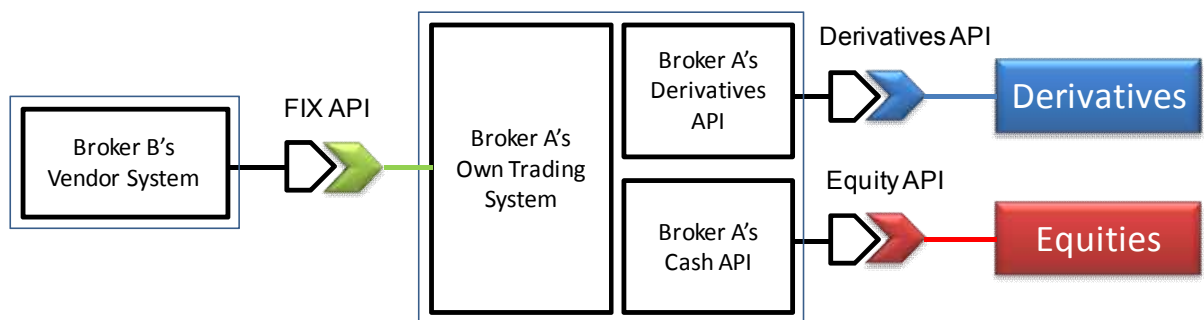 Broker B’s
Vendor System
FIX API
Broker A’s
Own Trading
System
Broker A’s
Derivatives
API
Broker A’s
Cash API
Derivatives API
Derivatives
Equity API
Equities